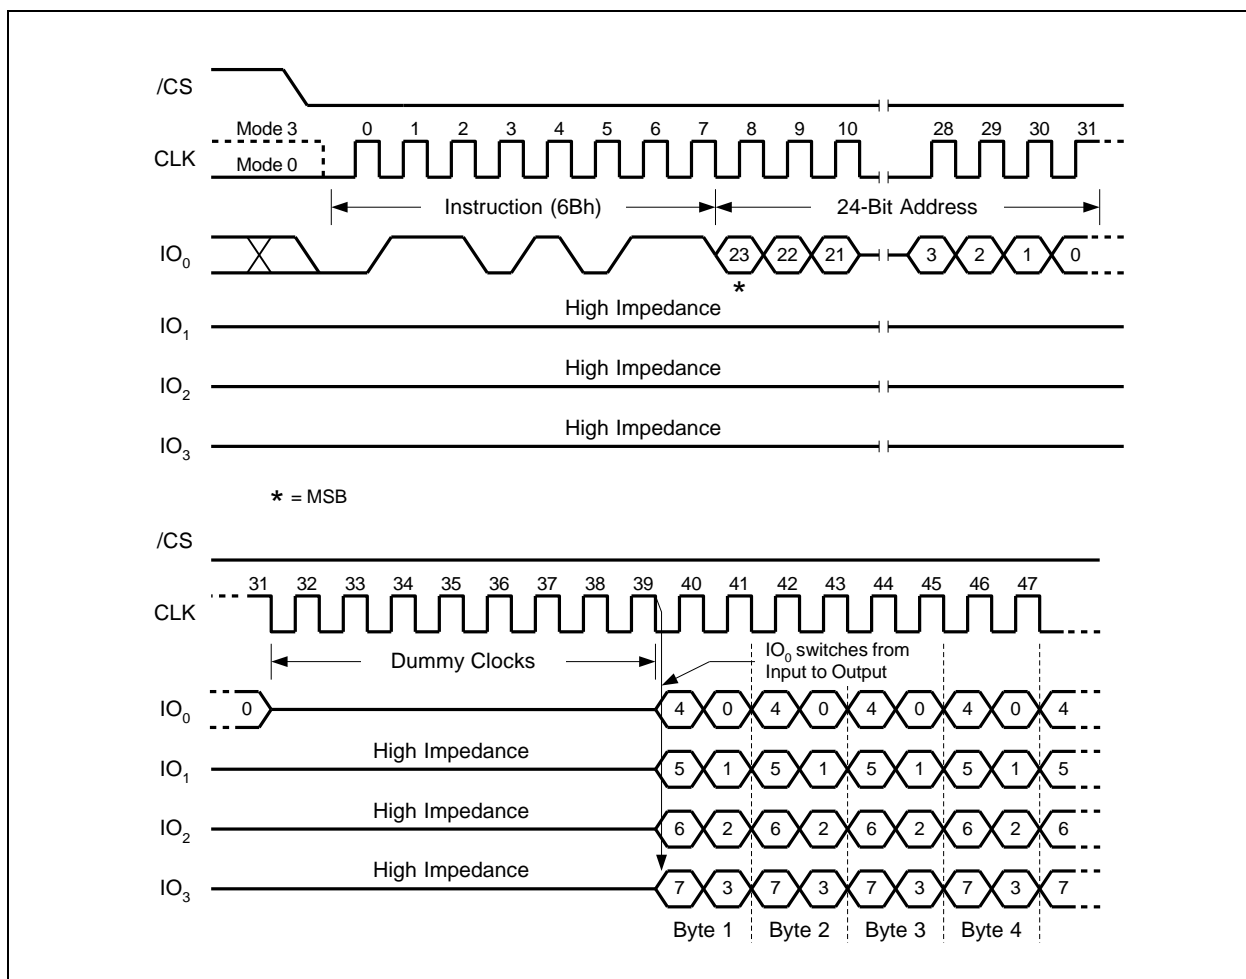 /CS
Mode 3
0 1 2 3 4 5 6 7 8 9 10 28 29 30 31
CLK
Mode 0
Instruction (6Bh) 24-Bit Address
IO0 23 22 21 3 2 1 0
*
High Impedance
IO1
High Impedance
IO2
High Impedance
IO3
* = MSB
/CS
31 32 33 34 35 36 37 38 39 40 41 42 43 44 45 46 47
CLK
Dummy Clocks
IO0 switches from
Input to Output
IO0 0 4 0 4 0 4 0 4 0 4
High Impedance
IO1 5 1 5 1 5 1 5 1 5
High Impedance
IO2 6 2 6 2 6 2 6 2 6
High Impedance
IO3 7 3 7 3 7 3 7 3 7
Byte 1 Byte 2 Byte 3 Byte 4